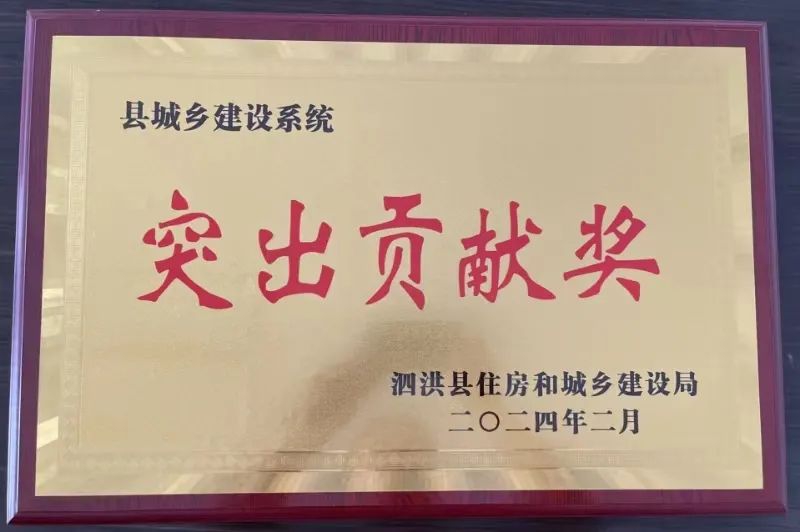 县城乡建设系统
突出贡献奖
泗洪县住房和城乡建设局
二〇二四年二月